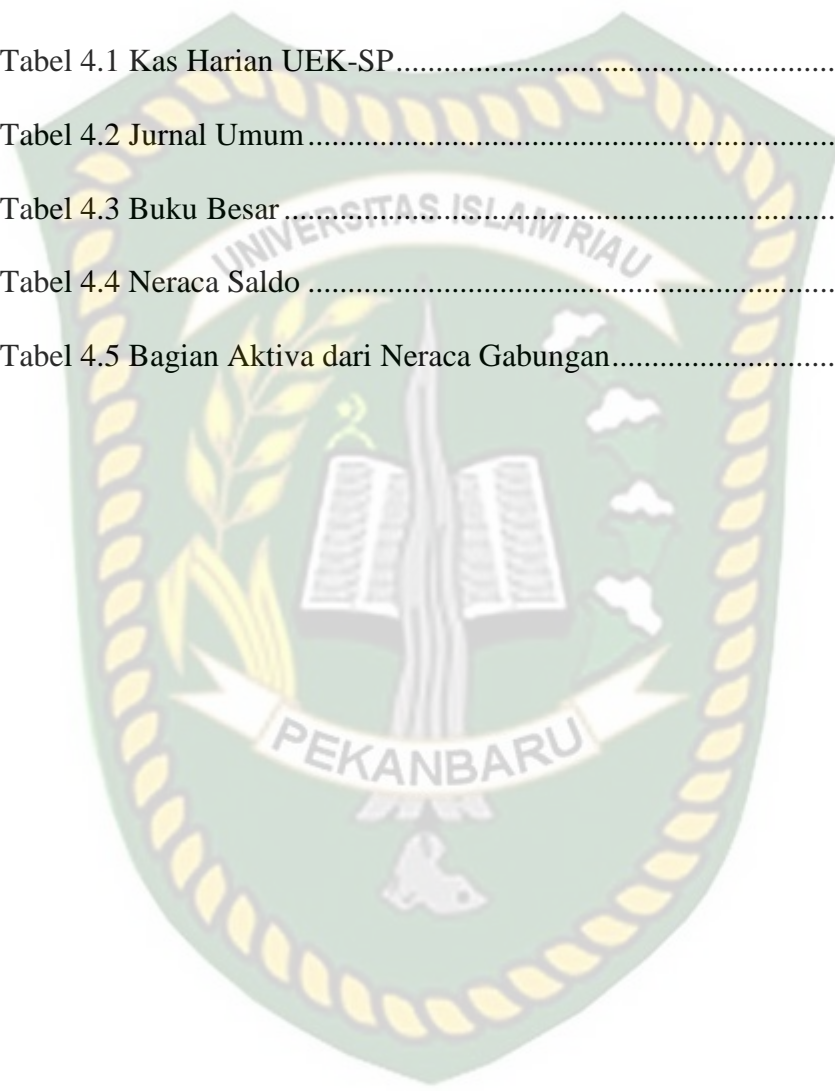 Tabel 4.1 Kas Harian UEK-SP.......................................................
Tabel 4.2 Jurnal Umum..................................................................
Tabel 4.3 Buku Besar.....................................................................
Tabel 4.4 Neraca Saldo..................................................................
Tabel 4.5 Bagian Aktiva dari Neraca Gabungan............................
UNIVERSITAS ISLAM RIAU
PEKANBARU